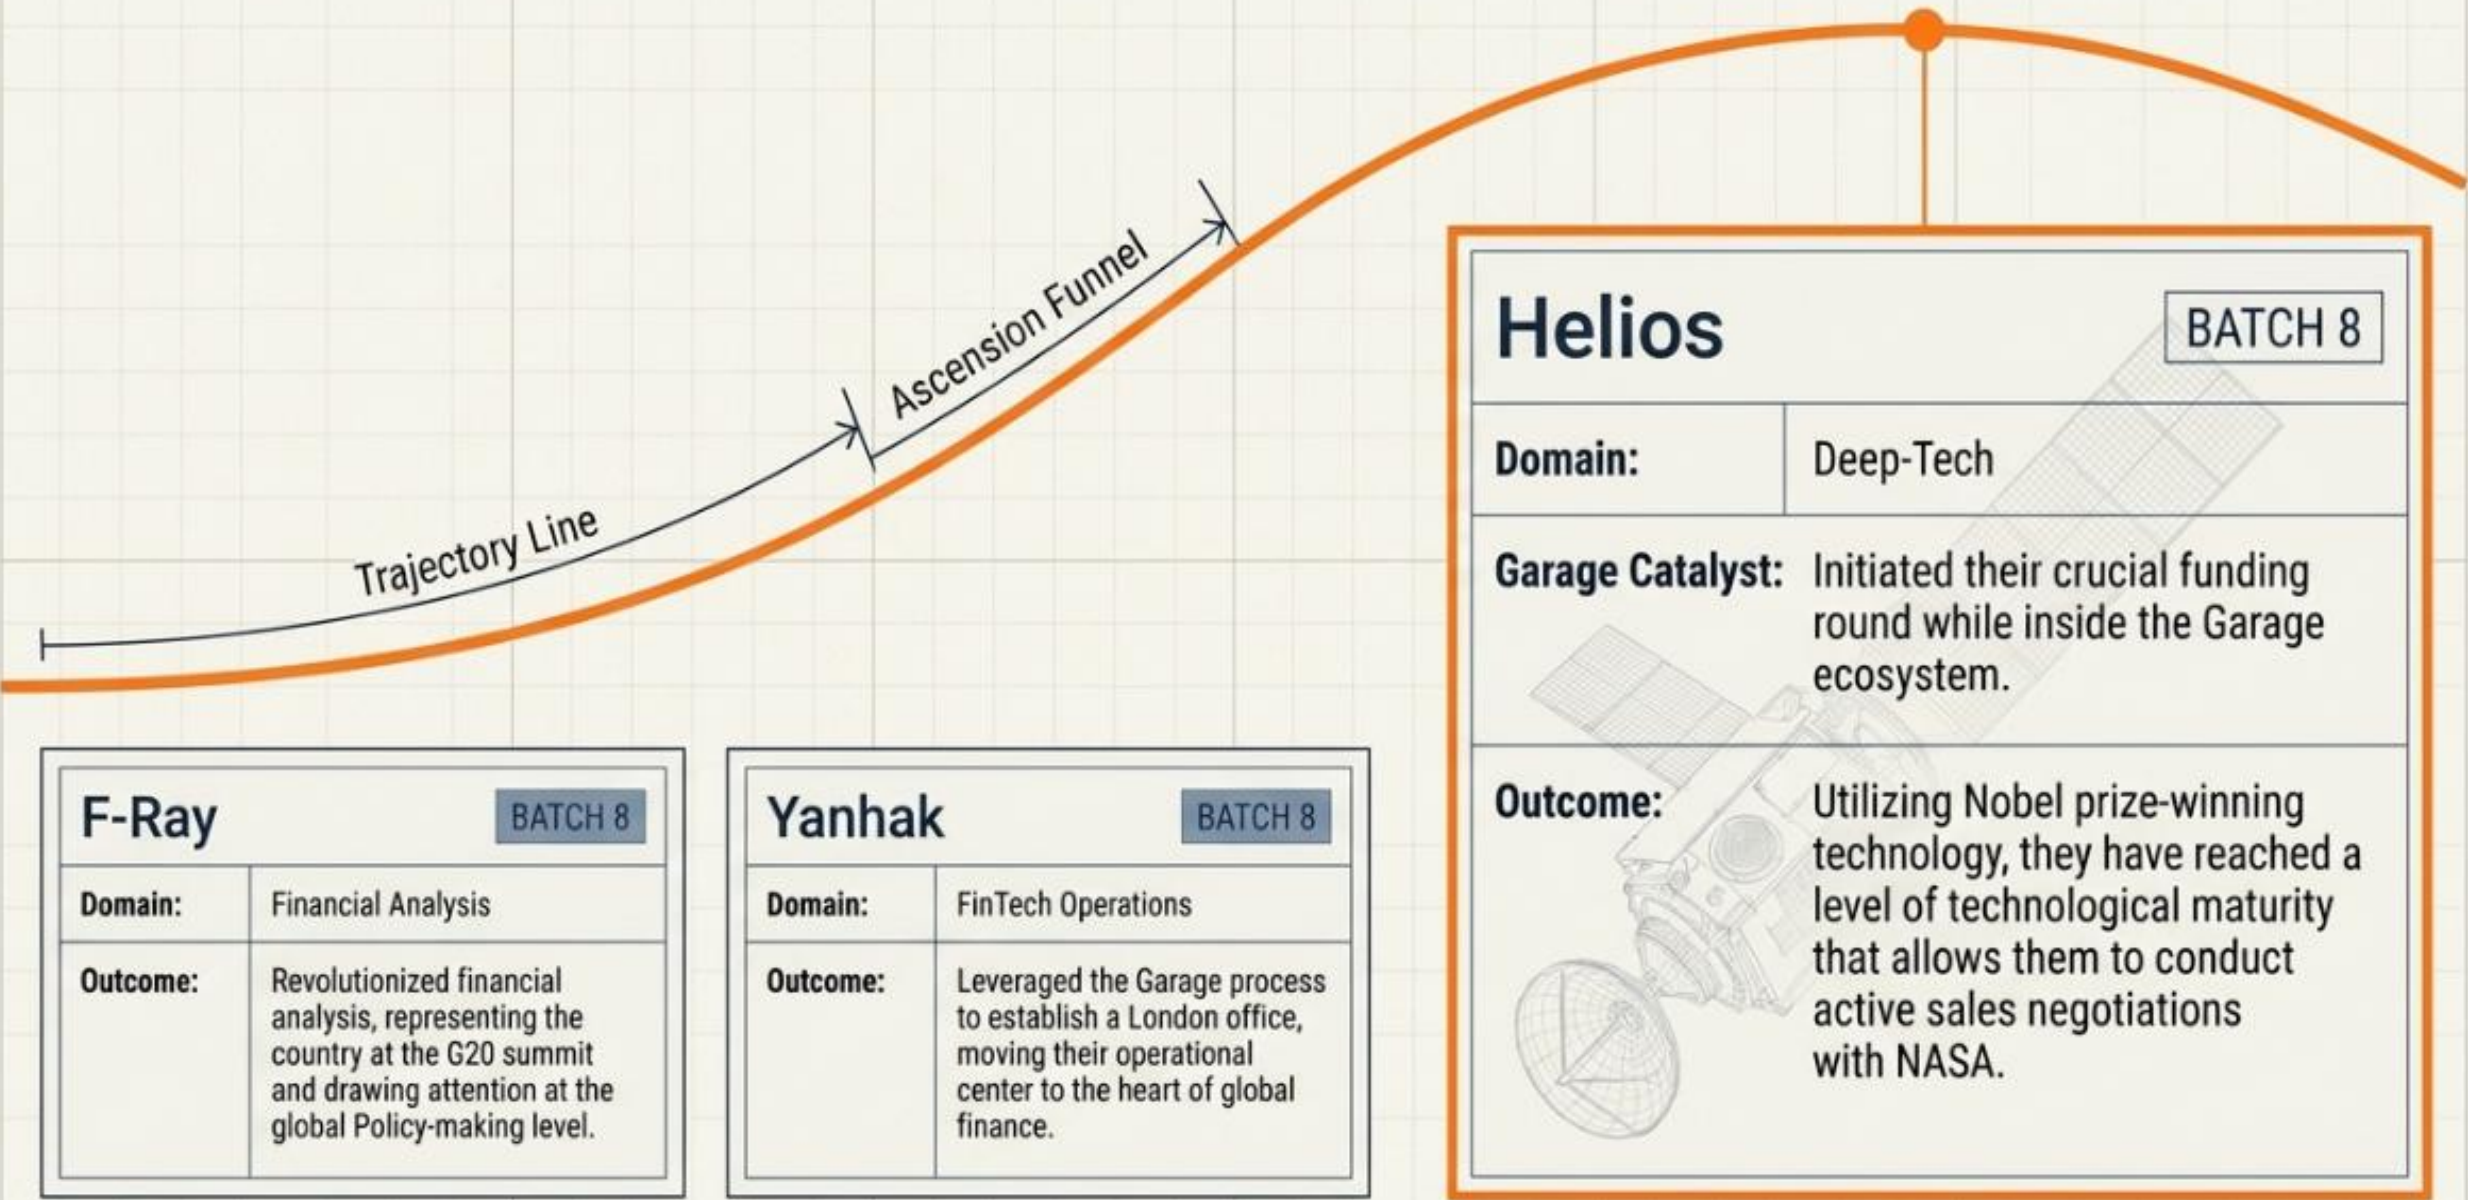 Trajectory Line
Ascension Funnel
F-Ray
BATCH 8
Domain:
Financial Analysis
Outcome:
Revolutionized financial
analysis, representing the
country at the G20 summit
and drawing attention at the
global Policy-making level.
Yanhak
BATCH 8
Domain:
FinTech Operations
Outcome:
Leveraged the Garage process
to establish a London office,
moving their operational
center to the heart of global
finance.
Helios
BATCH 8
Domain:
Deep-Tech
Garage Catalyst:
Initiated their crucial funding
round while inside the Garage
ecosystem.
Outcome:
Utilizing Nobel prize-winning
technology, they have reached a
level of technological maturity
that allows them to conduct
active sales negotiations
with NASA.